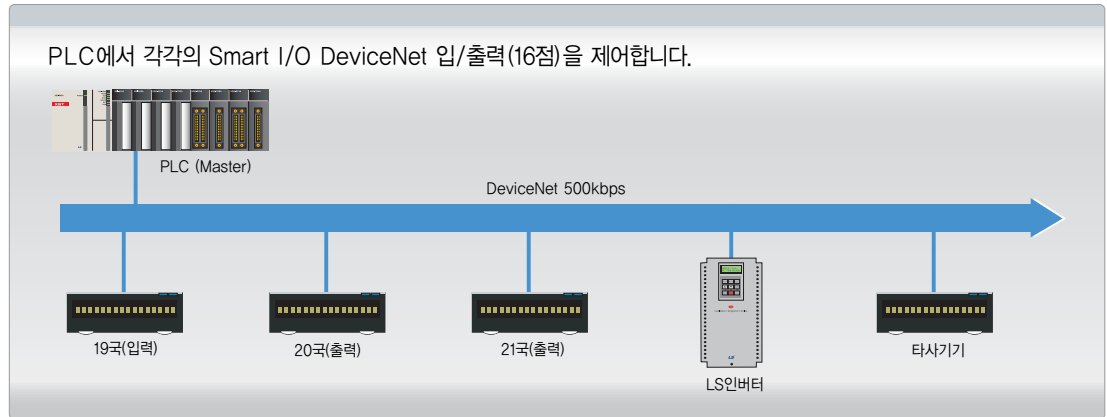 PLC에서 각각의 Smart I/O DeviceNet 입/출력(16점)을 제어합니다.
PLC (Master)
DeviceNet 500kbps
19국(입력)
20국(출력)
21국(출력)
LS인버터
타사기기